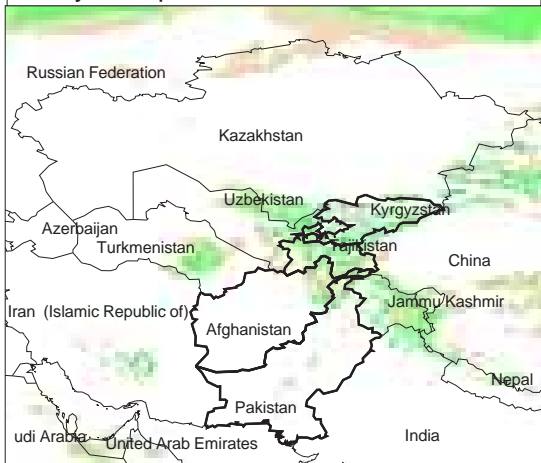 Russian Federation
Kazakhstan
Uzbekistan
Kyrgyzstan
Azerbaijan
Turkmenistan
Tajikistan
China
Iran (Islamic Republic of)
Jammu Kashmir
Afghanistan
Nepal
Pakistan
udi Arabia
United Arab Emirates
India